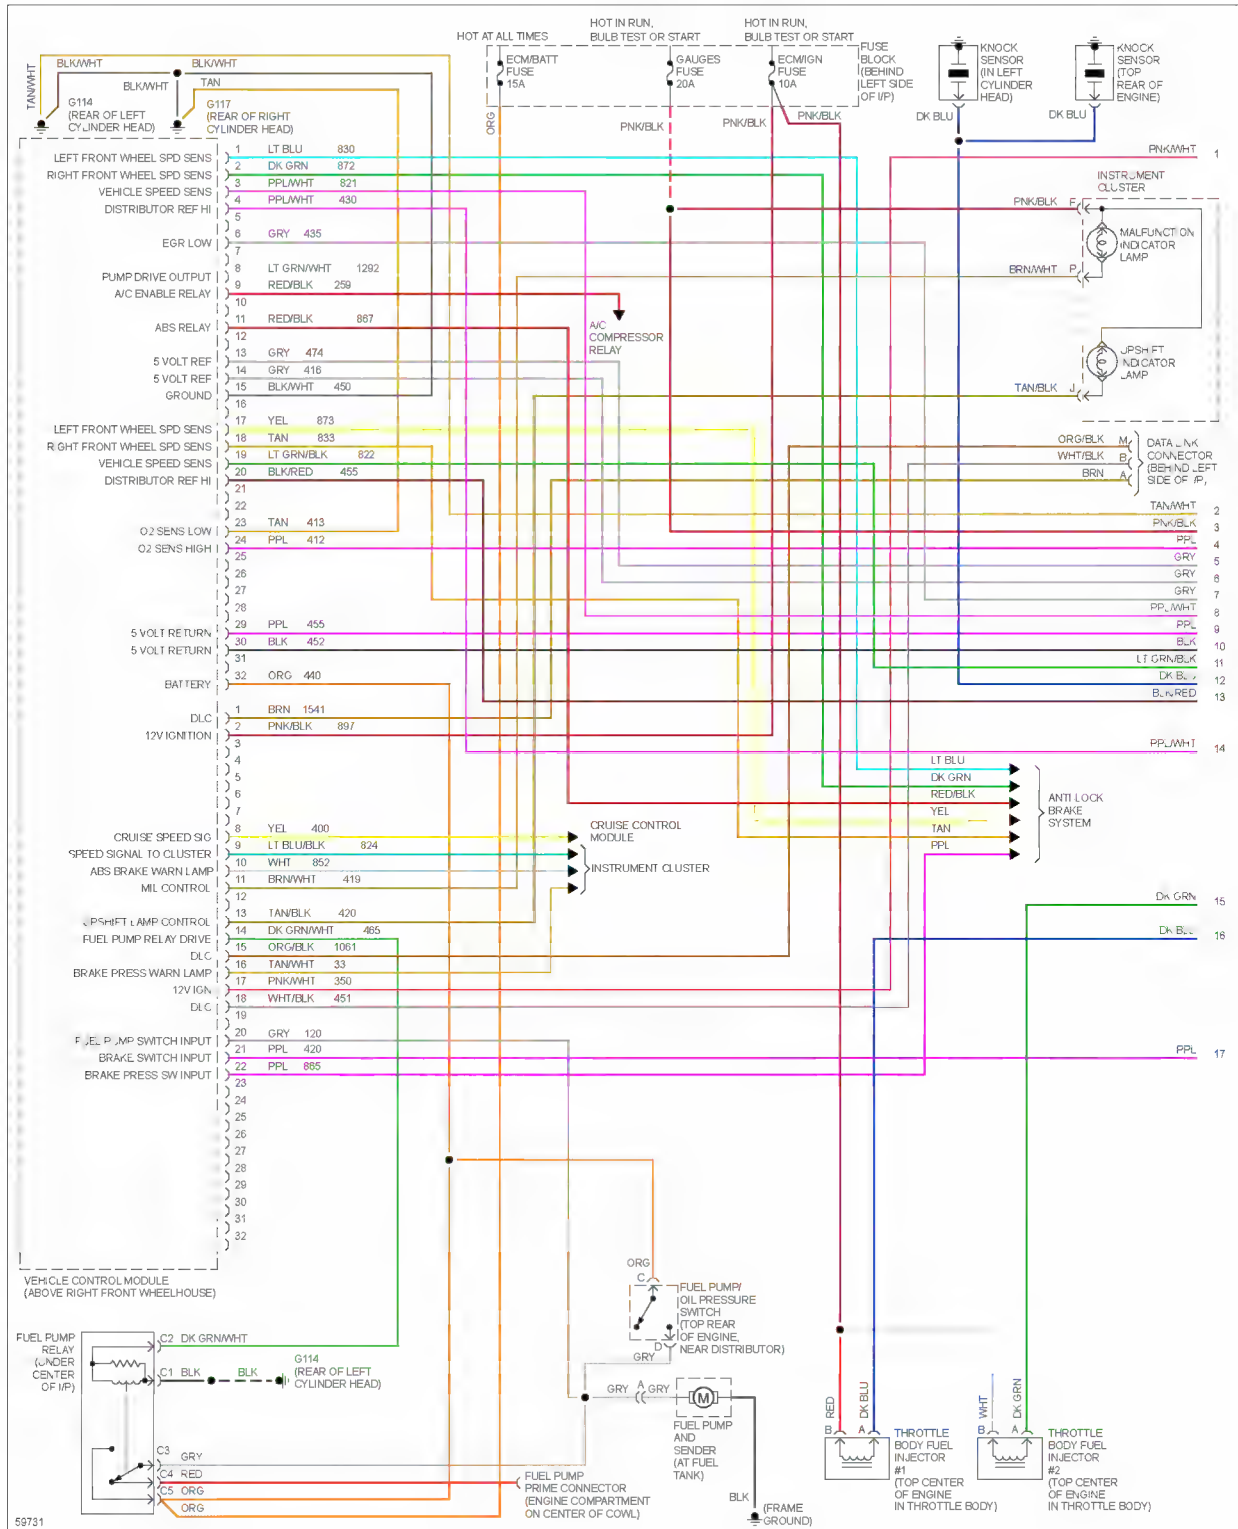 HOT AT ALL TIMES
HOT IN RUN,
BULB TEST OR START
HOT IN RUN,
BULB TEST OR START
ECM/BATT
FUSE
15A
GAUGES
FUSE
20A
ECM/IGN
FUSE
10A
FUSE
BLOCK
(BEHIND
LEFT SIDE
OF I/P)
KNOCK
SENSOR
(IN LEFT
CYLINDER
HEAD)
KNOCK
SENSOR
(TOP
REAR OF
ENGINE)
TAN/WHT
BLK/WHT
BLK/WHT
BLK/WHT
TAN
G114
(REAR OF LEFT
CYLINDER HEAD)
G117
(REAR OF RIGHT
CYLINDER HEAD)
ORG
PNK/BLK
PNK/BLK
PNK/BLK
DK BLU
DK BLU
LEFT FRONT WHEEL SPD SENS 1 LT BLU 830
RIGHT FRONT WHEEL SPD SENS 2 DK GRN 872
VEHICLE SPEED SENS 3 PPL/WHT 821
DISTRIBUTOR REF HI 4 PPL/WHT 430
5
EGR LOW 6 GRY 435
7
PUMP DRIVE OUTPUT 8 LT GRN/WHT 1292
A/C ENABLE RELAY 9 RED/BLK 259
10
ABS RELAY 11 RED/BLK 867
12
5 VOLT REF 13 GRY 474
5 VOLT REF 14 GRY 416
GROUND 15 BLK/WHT 450
16
LEFT FRONT WHEEL SPD SENS 17 YEL 873
RIGHT FRONT WHEEL SPD SENS 18 TAN 833
VEHICLE SPEED SENS 19 LT GRN/BLK 822
DISTRIBUTOR REF HI 20 BLK/RED 455
21
22
O2 SENS LOW 23 TAN 413
O2 SENS HIGH 24 PPL 412
25
26
27
28
5 VOLT RETURN 29 PPL 455
5 VOLT RETURN 30 BLK 452
31
BATTERY 32 ORG 440
DLC 1 BRN 1541
12V IGNITION 2 PNK/BLK 897
3
4
5
6
7
CRUISE SPEED SIG 8 YEL 400
SPEED SIGNAL TO CLUSTER 9 LT BLU/BLK 824
ABS BRAKE WARN LAMP 10 WHT 852
MIL CONTROL 11 BRN/WHT 419
12
UPSHIFT LAMP CONTROL 13 TAN/BLK 420
FUEL PUMP RELAY DRIVE 14 DK GRN/WHT 465
DLC 15 ORG/BLK 1061
BRAKE PRESS WARN LAMP 16 TAN/WHT 33
12V IGN 17 PNK/WHT 350
DLC 18 WHT/BLK 451
19
FUEL PUMP SWITCH INPUT 20 GRY 120
BRAKE SWITCH INPUT 21 PPL 420
BRAKE PRESS SW INPUT 22 PPL 865
23
24
25
26
27
28
29
30
31
32
VEHICLE CONTROL MODULE
(ABOVE RIGHT FRONT WHEELHOUSE)
A/C
COMPRESSOR
RELAY
CRUISE CONTROL
MODULE
INSTRUMENT CLUSTER
PNK/WHT 1
INSTRUMENT
CLUSTER
PNK/BLK F
MALFUNCTION
INDICATOR
LAMP
BRN/WHT P
UPSHIFT
INDICATOR
LAMP
TAN/BLK J
ORG/BLK M
WHT/BLK B
BRN A
DATA LINK
CONNECTOR
(BEHIND LEFT
SIDE OF I/P)
TAN/WHT 2
PNK/BLK 3
PPL 4
GRY 5
GRY 6
GRY 7
PPL/WHT 8
PPL 9
BLK 10
LT GRN/BLK 11
DK BLU 12
BLK/RED 13
PPL/WHT 14
LT BLU
DK GRN
RED/BLK
YEL
TAN
PPL
ANTI LOCK
BRAKE
SYSTEM
DK GRN 15
DK BLU 16
PPL 17
ORG
C
FUEL PUMP/
OIL PRESSURE
SWITCH
(TOP REAR
OF ENGINE,
NEAR DISTRIBUTOR)
D
GRY
FUEL PUMP
RELAY
(UNDER
CENTER
OF I/P)
C2 DK GRN/WHT
C1 BLK BLK
G114
(REAR OF LEFT
CYLINDER HEAD)
GRY A GRY
M
FUEL PUMP
AND
SENDER
(AT FUEL
TANK)
C3
GRY
C4 RED
C5 ORG
ORG
FUEL PUMP
PRIME CONNECTOR
(ENGINE COMPARTMENT
ON CENTER OF COWL)
BLK
(FRAME
GROUND)
RED
DK BLU
B A
THROTTLE
BODY FUEL
INJECTOR
#1
(TOP CENTER
OF ENGINE
IN THROTTLE BODY)
WHT
DK GRN
B A
THROTTLE
BODY FUEL
INJECTOR
#2
(TOP CENTER
OF ENGINE
IN THROTTLE BODY)
59731